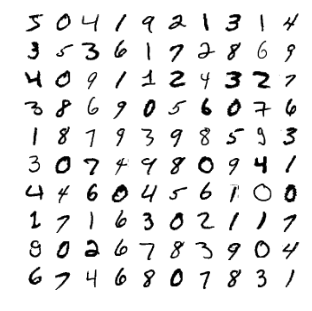 5 0 4 1 9 2 1 3 1 4
3 5 3 6 1 7 2 8 6 9
4 0 9 1 1 2 4 3 2 7
3 8 6 9 0 5 6 0 7 6
1 8 7 9 3 9 8 5 9 3
3 0 7 4 9 8 0 9 4 1
4 4 6 0 4 5 6 1 0 0
1 7 1 6 3 0 2 1 1 7
9 0 2 6 7 8 3 9 0 4
6 7 4 6 8 0 7 8 3 1